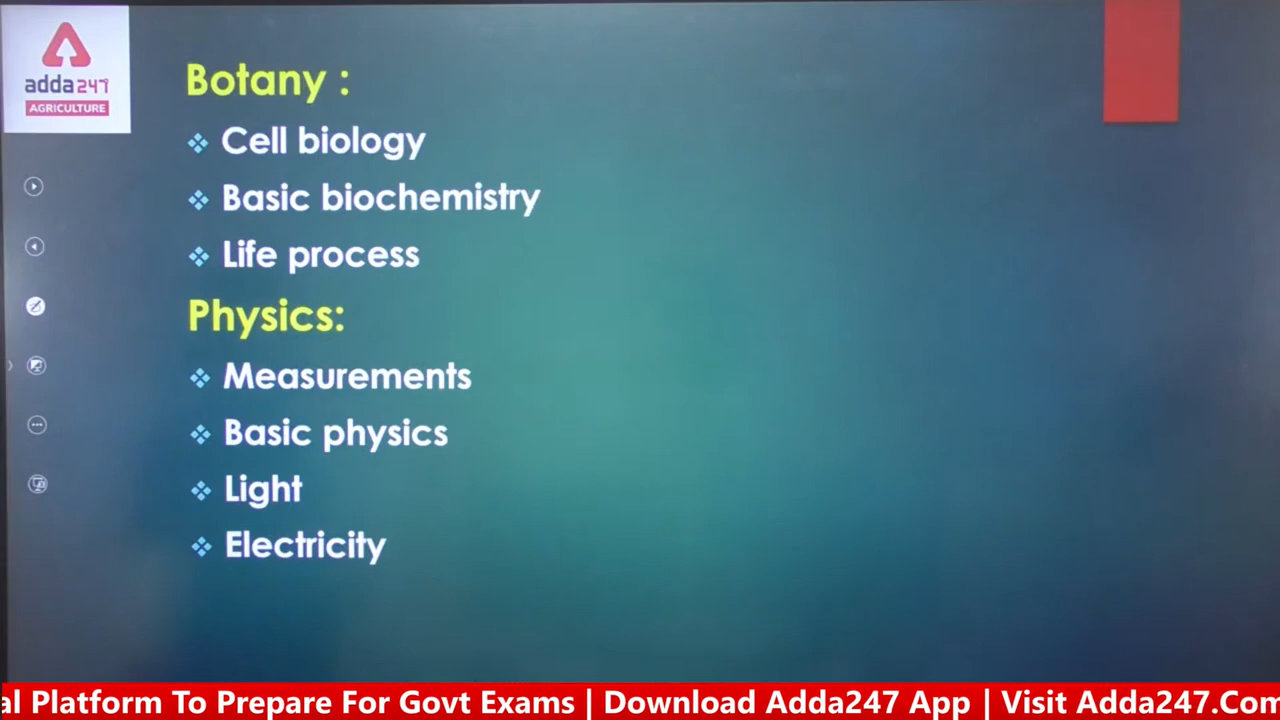 adda247
AGRICULTURE
Botany :
Cell biology
Basic biochemistry
Life process
Physics:
Measurements
Basic physics
Light
Electricity
al Platform To Prepare For Govt Exams | Download Adda247 App | Visit Adda247.Com